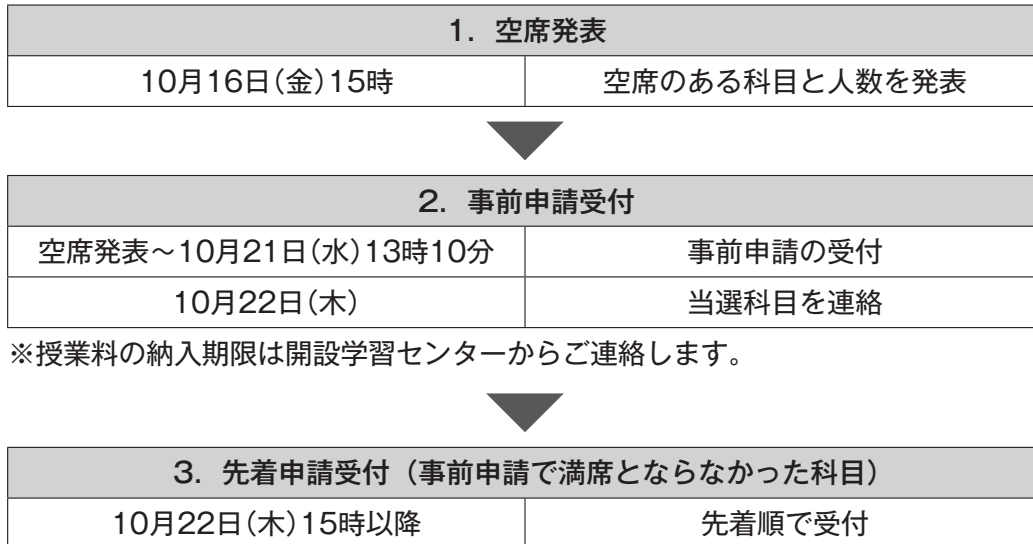 1．空席発表
10月16日（金）15時 空席のある科目と人数を発表
2．事前申請受付
空席発表～10月21日（水）13時10分 事前申請の受付
10月22日（木） 当選科目を連絡
※授業料の納入期限は開設学習センターからご連絡します。
3．先着申請受付（事前申請で満席とならなかった科目）
10月22日（木）15時以降 先着順で受付